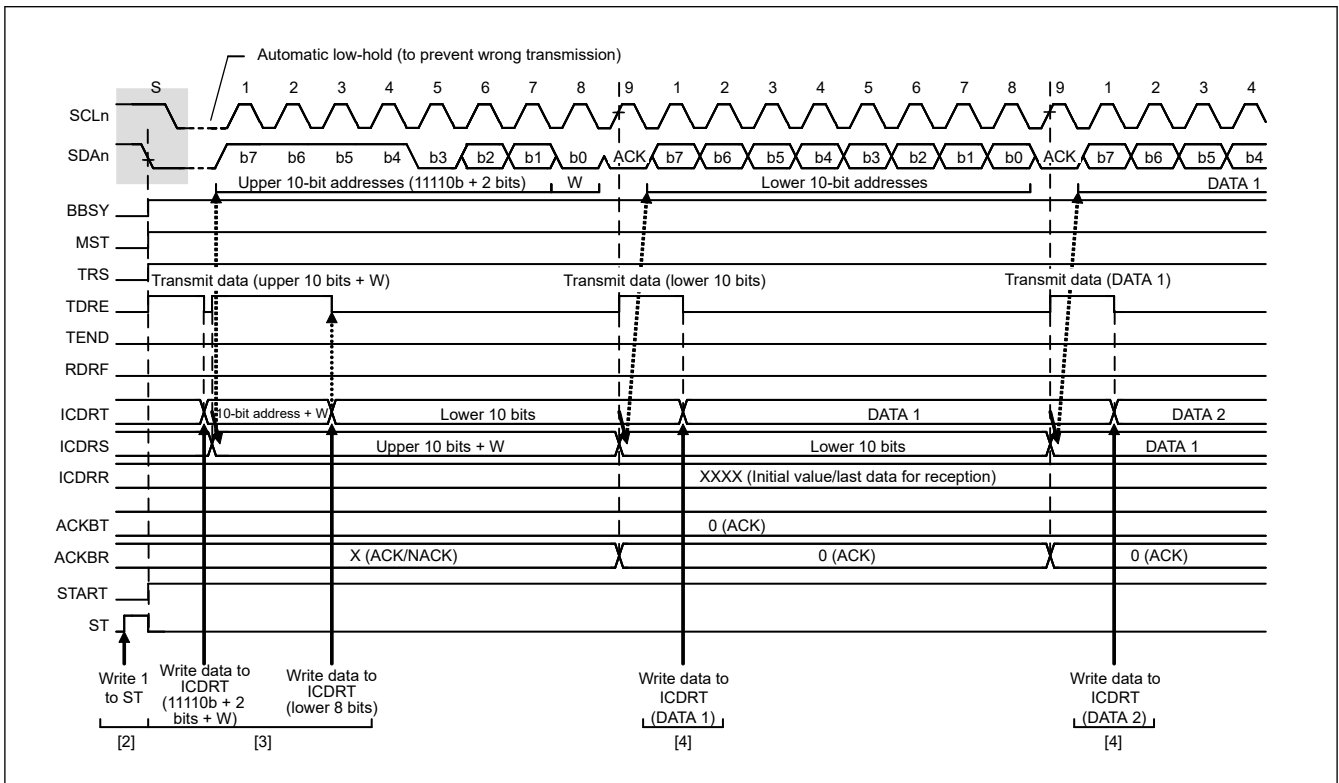 Automatic low-hold (to prevent wrong transmission)
S 1 2 3 4 5 6 7 8 9 1 2 3 4 5 6 7 8 9 1 2 3 4
SCLn
SDAn b7 b6 b5 b4 b3 b2 b1 b0 ACK b7 b6 b5 b4 b3 b2 b1 b0 ACK b7 b6 b5 b4
Upper 10-bit addresses (11110b + 2 bits) W Lower 10-bit addresses DATA 1
BBSY
MST
TRS
Transmit data (upper 10 bits + W) Transmit data (lower 10 bits) Transmit data (DATA 1)
TDRE
TEND
RDRF
ICDRT 10-bit address + W Lower 10 bits DATA 1 DATA 2
ICDRS Upper 10 bits + W Lower 10 bits DATA 1
ICDRR XXXX (Initial value/last data for reception)
ACKBT 0 (ACK)
ACKBR X (ACK/NACK) 0 (ACK) 0 (ACK)
START
ST
Write 1
to ST
Write data to
ICDRT
(11110b + 2
bits + W)
Write data to
ICDRT
(lower 8 bits)
Write data to
ICDRT
(DATA 1)
Write data to
ICDRT
(DATA 2)
[2] [3] [4] [4]